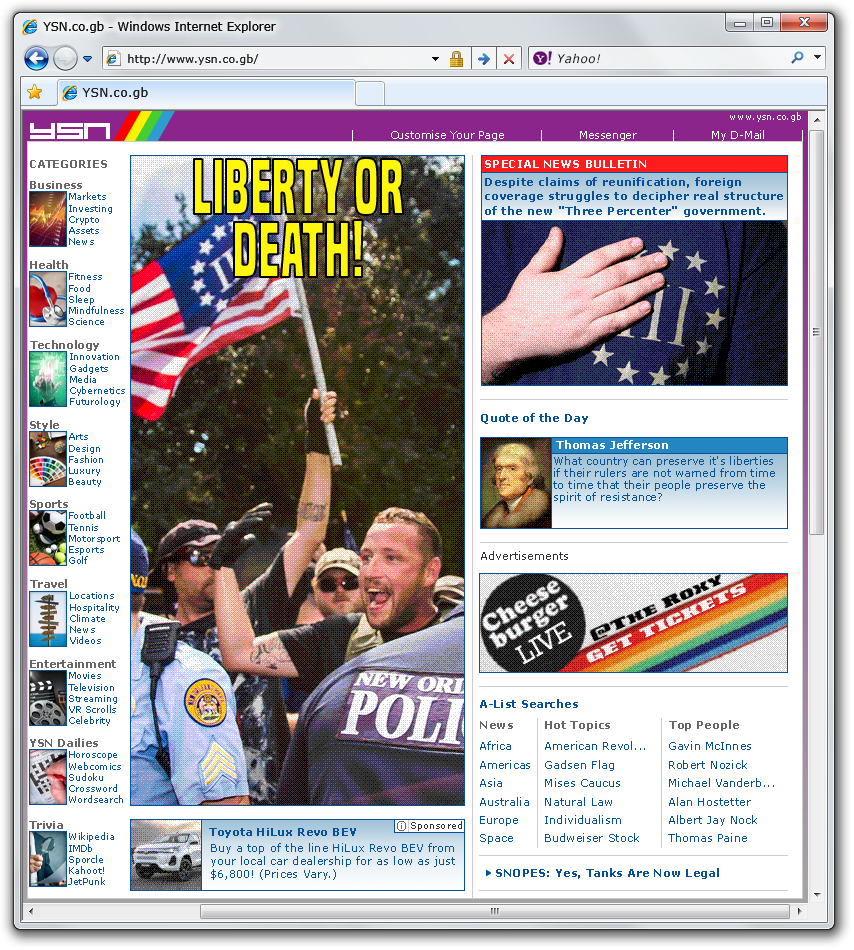 YSN.co.gb - Windows Internet Explorer
http://www.ysn.co.gb/
Yahoo!
YSN.co.gb
www.ysn.co.gb
YSN
Customise Your Page
Messenger
My D-Mail
CATEGORIES
Business
Markets
Investing
Crypto
Assets
News
Health
Fitness
Food
Sleep
Mindfulness
Science
Technology
Innovation
Gadgets
Media
Cybernetics
Futurology
Style
Arts
Design
Fashion
Luxury
Beauty
Sports
Football
Tennis
Motorsport
Esports
Golf
Travel
Locations
Hospitality
Climate
News
Videos
Entertainment
Movies
Television
Streaming
VR Scrolls
Celebrity
YSN Dailies
Horoscope
Webcomics
Sudoku
Crossword
Wordsearch
Trivia
Wikipedia
IMDb
Sporcle
Kahoot!
JetPunk
LIBERTY OR
DEATH!
III
NEW ORL
POLI
Toyota HiLux Revo BEV
Sponsored
Buy a top of the line HiLux Revo BEV from
your local car dealership for as low as just
$6,800! (Prices Vary.)
SPECIAL NEWS BULLETIN
Despite claims of reunification, foreign
coverage struggles to decipher real structure
of the new "Three Percenter" government.
III
Quote of the Day
Thomas Jefferson
What country can preserve it's liberties
if their rulers are not warned from time
to time that their people preserve the
spirit of resistance?
Advertisements
Cheese
burger
LIVE
@THE ROXY
GET TICKETS
A-List Searches
News
Africa
Americas
Asia
Australia
Europe
Space
Hot Topics
American Revol...
Gadsen Flag
Mises Caucus
Natural Law
Individualism
Budweiser Stock
Top People
Gavin McInnes
Robert Nozick
Michael Vanderb...
Alan Hostetter
Albert Jay Nock
Thomas Paine
SNOPES: Yes, Tanks Are Now Legal